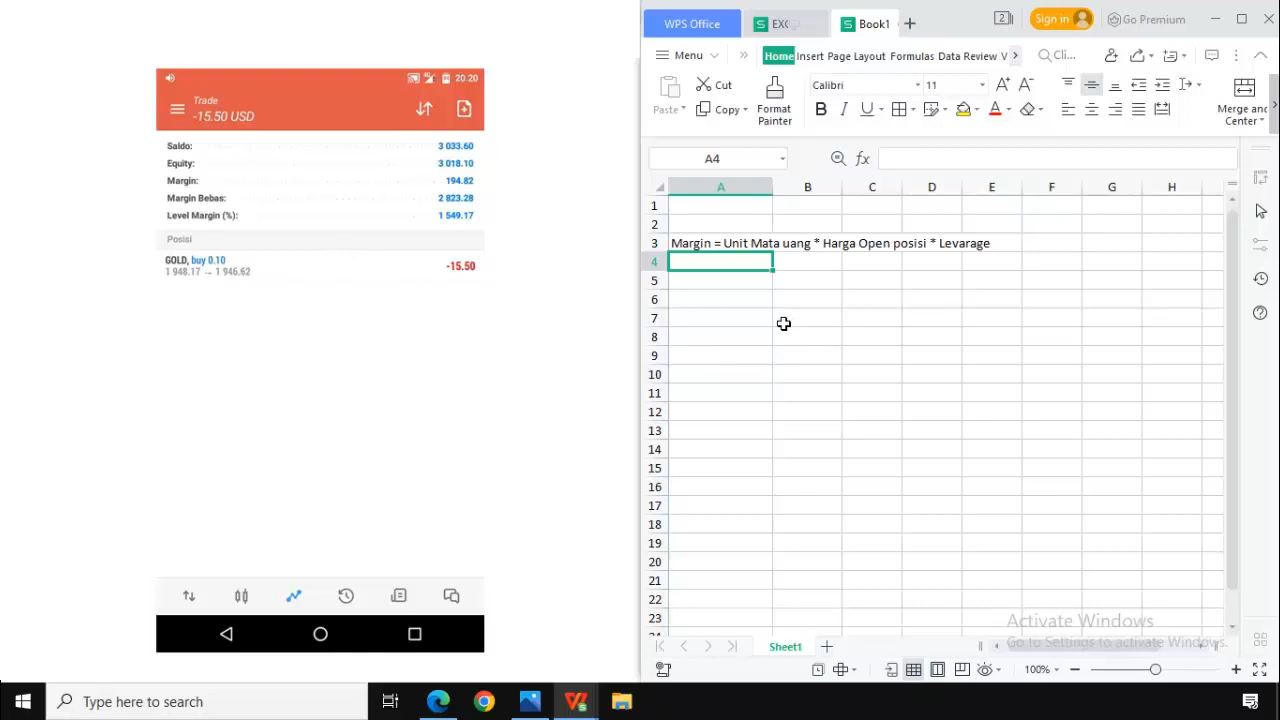 20.20
Trade
-15.50 USD
Saldo: 3 033.60
Equity: 3 018.10
Margin: 194.82
Margin Bebas: 2 823.28
Level Margin (%): 1 549.17
Posisi
GOLD, buy 0.10
1 948.17 → 1 946.62
-15.50
WPS Office
Book1
Sign in
Go Premium
Menu
Home Insert Page Layout Formulas Data Review V
Cli...
Paste
Cut
Copy
Format
Painter
Calibri
11
Merge and
Center
A4
fx
A B C D E F G H
1
2
3 Margin = Unit Mata uang * Harga Open posisi * Levarage
4
5
6
7
8
9
10
11
12
13
14
15
16
17
18
19
20
21
22
23
Activate Windows
Go to Settings to activate Windows.
Sheet1
100%
Type here to search